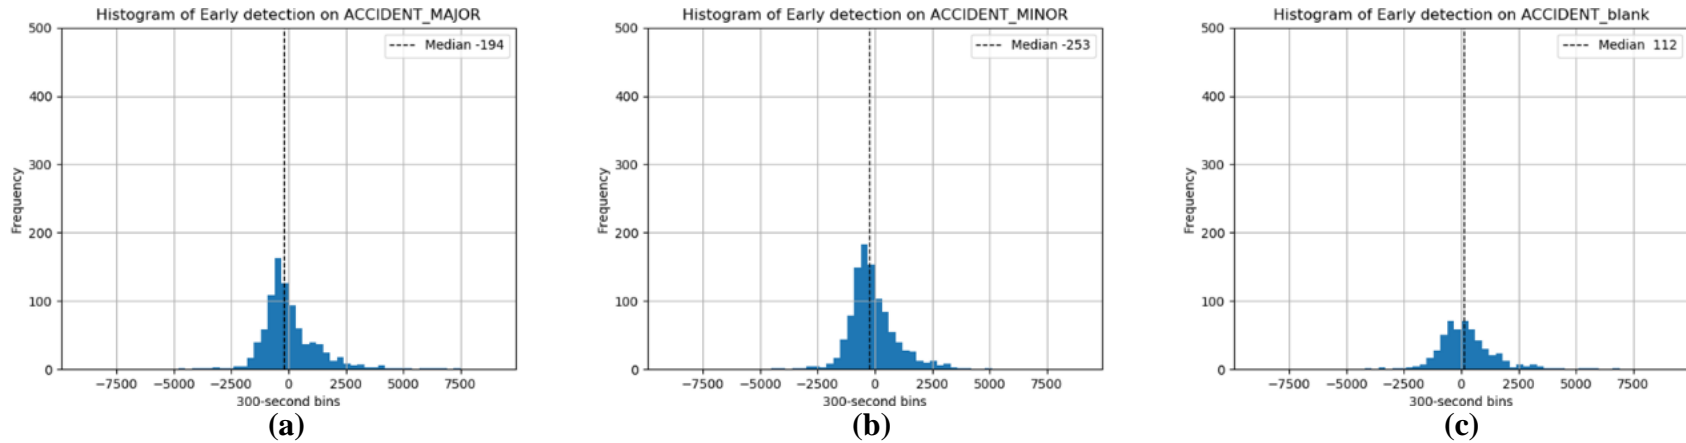 Histogram of Early detection on ACCIDENT_MAJOR
Median -194
500
400
300
200
100
0
Frequency
−7500 −5000 −2500 0 2500 5000 7500
300-second bins
(a)
Histogram of Early detection on ACCIDENT_MINOR
Median -253
500
400
300
200
100
0
Frequency
−7500 −5000 −2500 0 2500 5000 7500
300-second bins
(b)
Histogram of Early detection on ACCIDENT_blank
Median 112
500
400
300
200
100
0
Frequency
−7500 −5000 −2500 0 2500 5000 7500
300-second bins
(c)